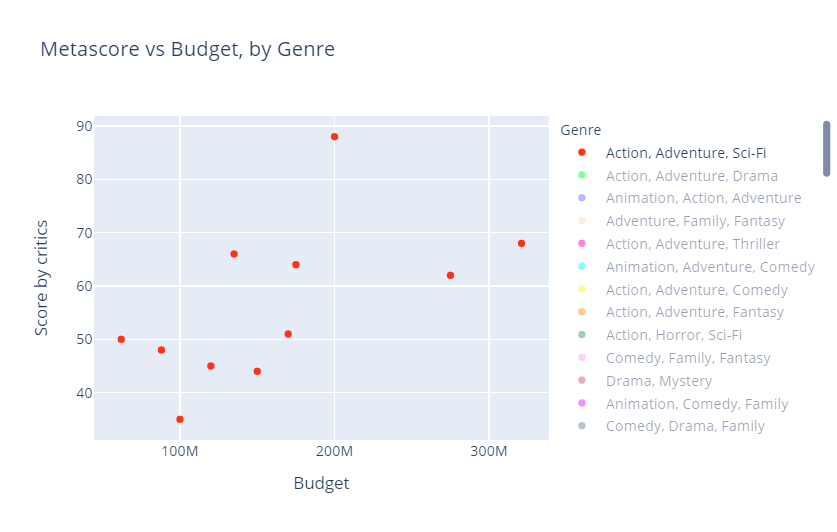 Metascore vs Budget, by Genre
90
80
70
60
50
40
Score by critics
100M 200M 300M
Budget
Genre
Action, Adventure, Sci-Fi
Action, Adventure, Drama
Animation, Action, Adventure
Adventure, Family, Fantasy
Action, Adventure, Thriller
Animation, Adventure, Comedy
Action, Adventure, Comedy
Action, Adventure, Fantasy
Action, Horror, Sci-Fi
Comedy, Family, Fantasy
Drama, Mystery
Animation, Comedy, Family
Comedy, Drama, Family